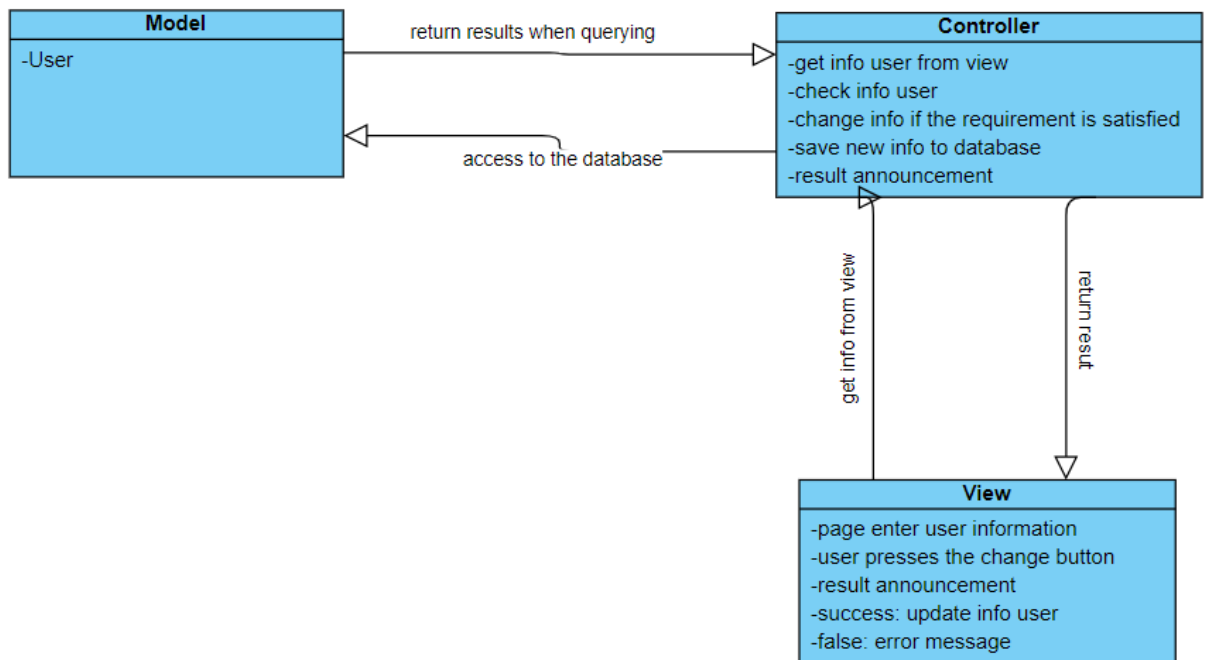 Model
-User
return results when querying
access to the database
Controller
-get info user from view
-check info user
-change info if the requirement is satisfied
-save new info to database
-result announcement
get info from view
return resut
View
-page enter user information
-user presses the change button
-result announcement
-success: update info user
-false: error message